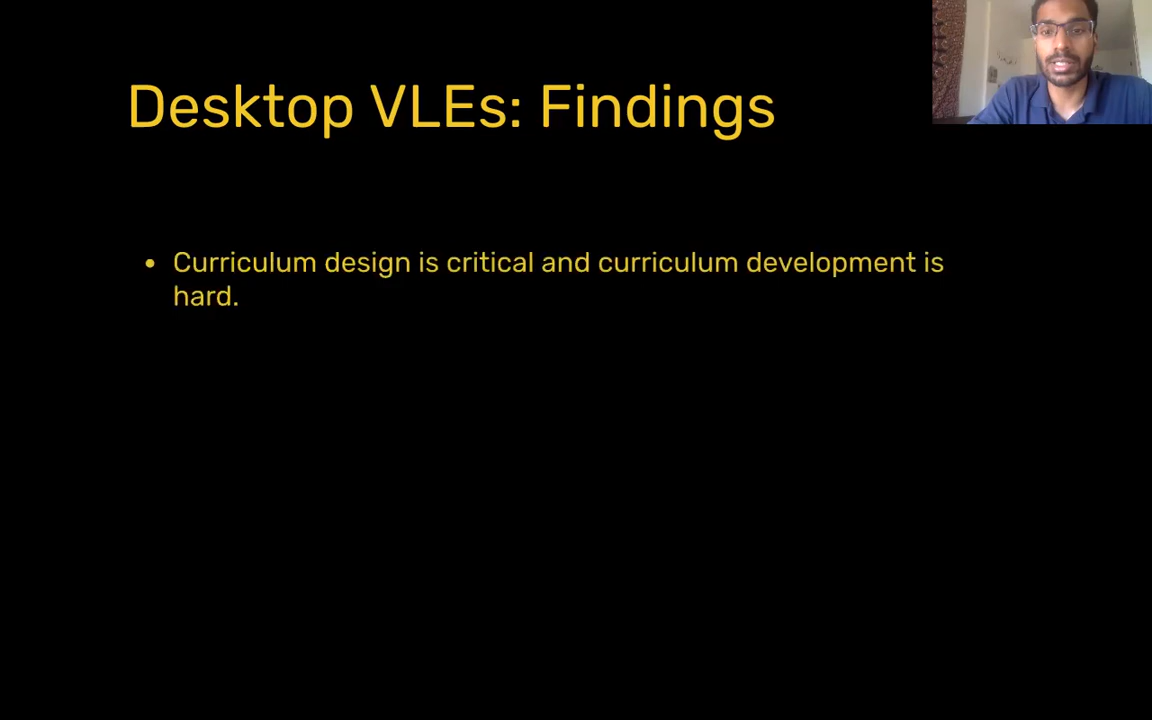 Desktop VLEs: Findings
• Curriculum design is critical and curriculum development is
hard.